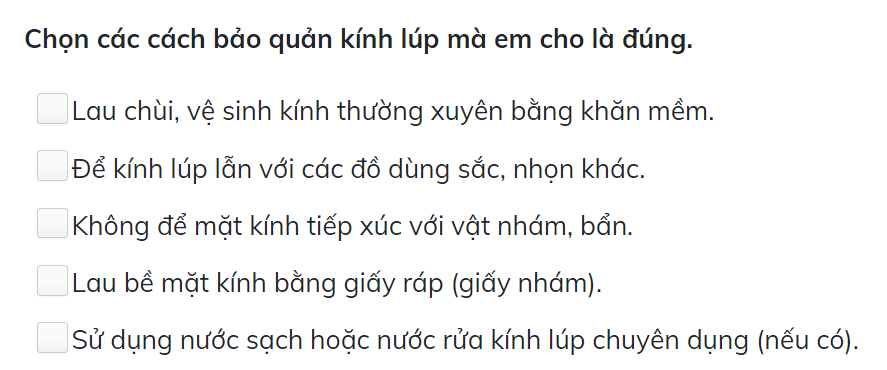 Chọn các cách bảo quản kính lúp mà em cho là đúng.
Lau chùi, vệ sinh kính thường xuyên bằng khăn mềm.
Để kính lúp lẫn với các đồ dùng sắc, nhọn khác.
Không để mặt kính tiếp xúc với vật nhám, bẩn.
Lau bề mặt kính bằng giấy ráp (giấy nhám).
Sử dụng nước sạch hoặc nước rửa kính lúp chuyên dụng (nếu có).